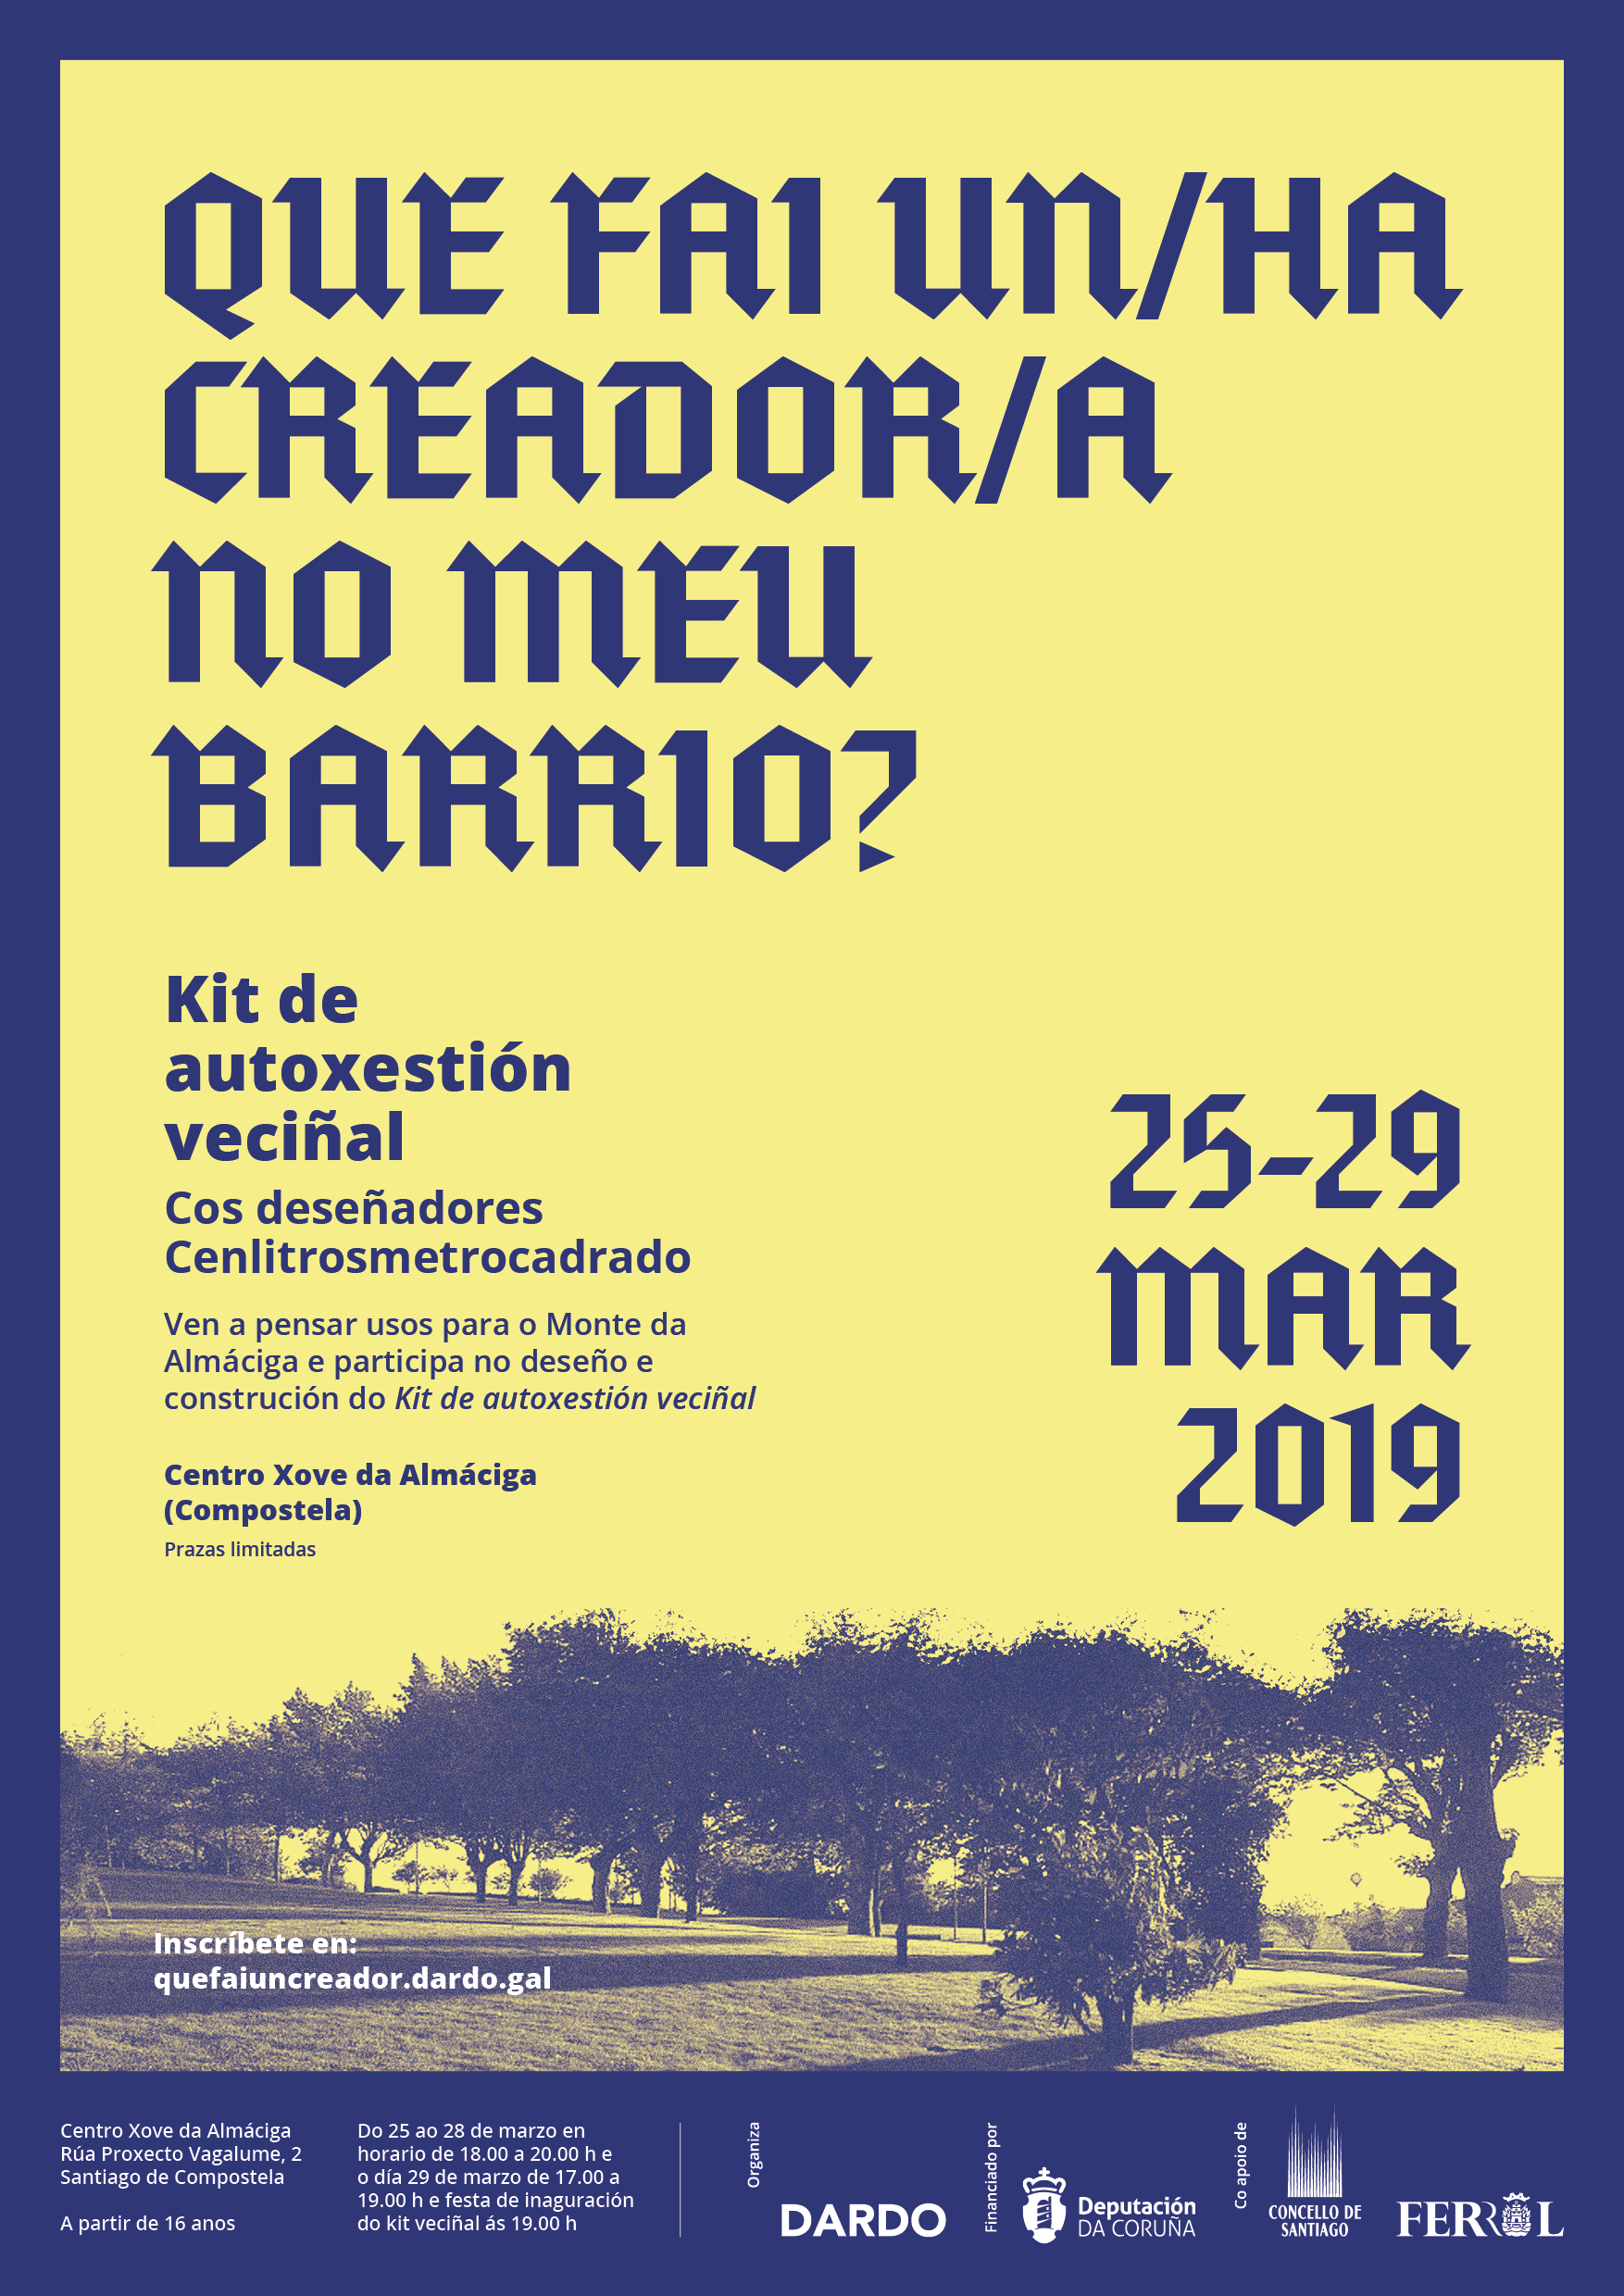 QUE FAI UN/HA
CREADOR/A
NO MEU
BARRIO?
Kit de
autoxestión
veciñal
Cos deseñadores
Cenlitrosmetrocadrado
Ven a pensar usos para o Monte da
Almáciga e participa no deseño e
construción do Kit de autoxestión veciñal
Centro Xove da Almáciga
(Compostela)
Prazas limitadas
25-29
MAR
2019
Inscríbete en:
quefaiuncreador.dardo.gal
Centro Xove da Almáciga
Rúa Proxecto Vagalume, 2
Santiago de Compostela
A partir de 16 anos
Do 25 ao 28 de marzo en
horario de 18.00 a 20.00 h e
o día 29 de marzo de 17.00 a
19.00 h e festa de inaguración
do kit veciñal ás 19.00 h
Organiza
DARDO
Financiado por
Deputación
DA CORUÑA
Co apoio de
CONCELLO DE
SANTIAGO
FERROL